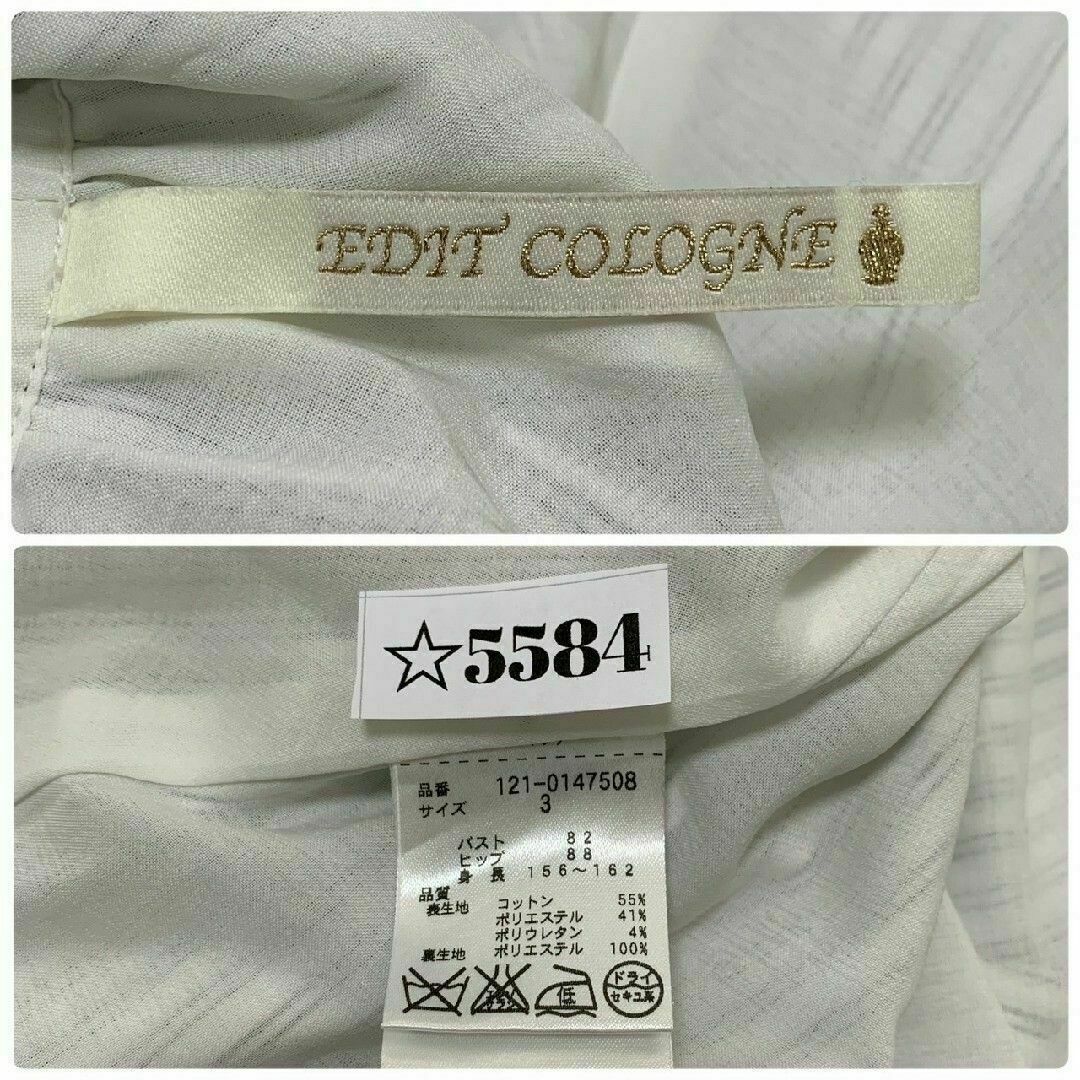 EDIT COLOGNE
☆5584
品番 121-0147508
サイズ 3
バスト 82
ヒップ 88
身長 156～162
品質
表生地 コットン 55%
ポリエステル 41%
ポリウレタン 4%
裏生地 ポリエステル 100%
低
ドライ
セキユ系